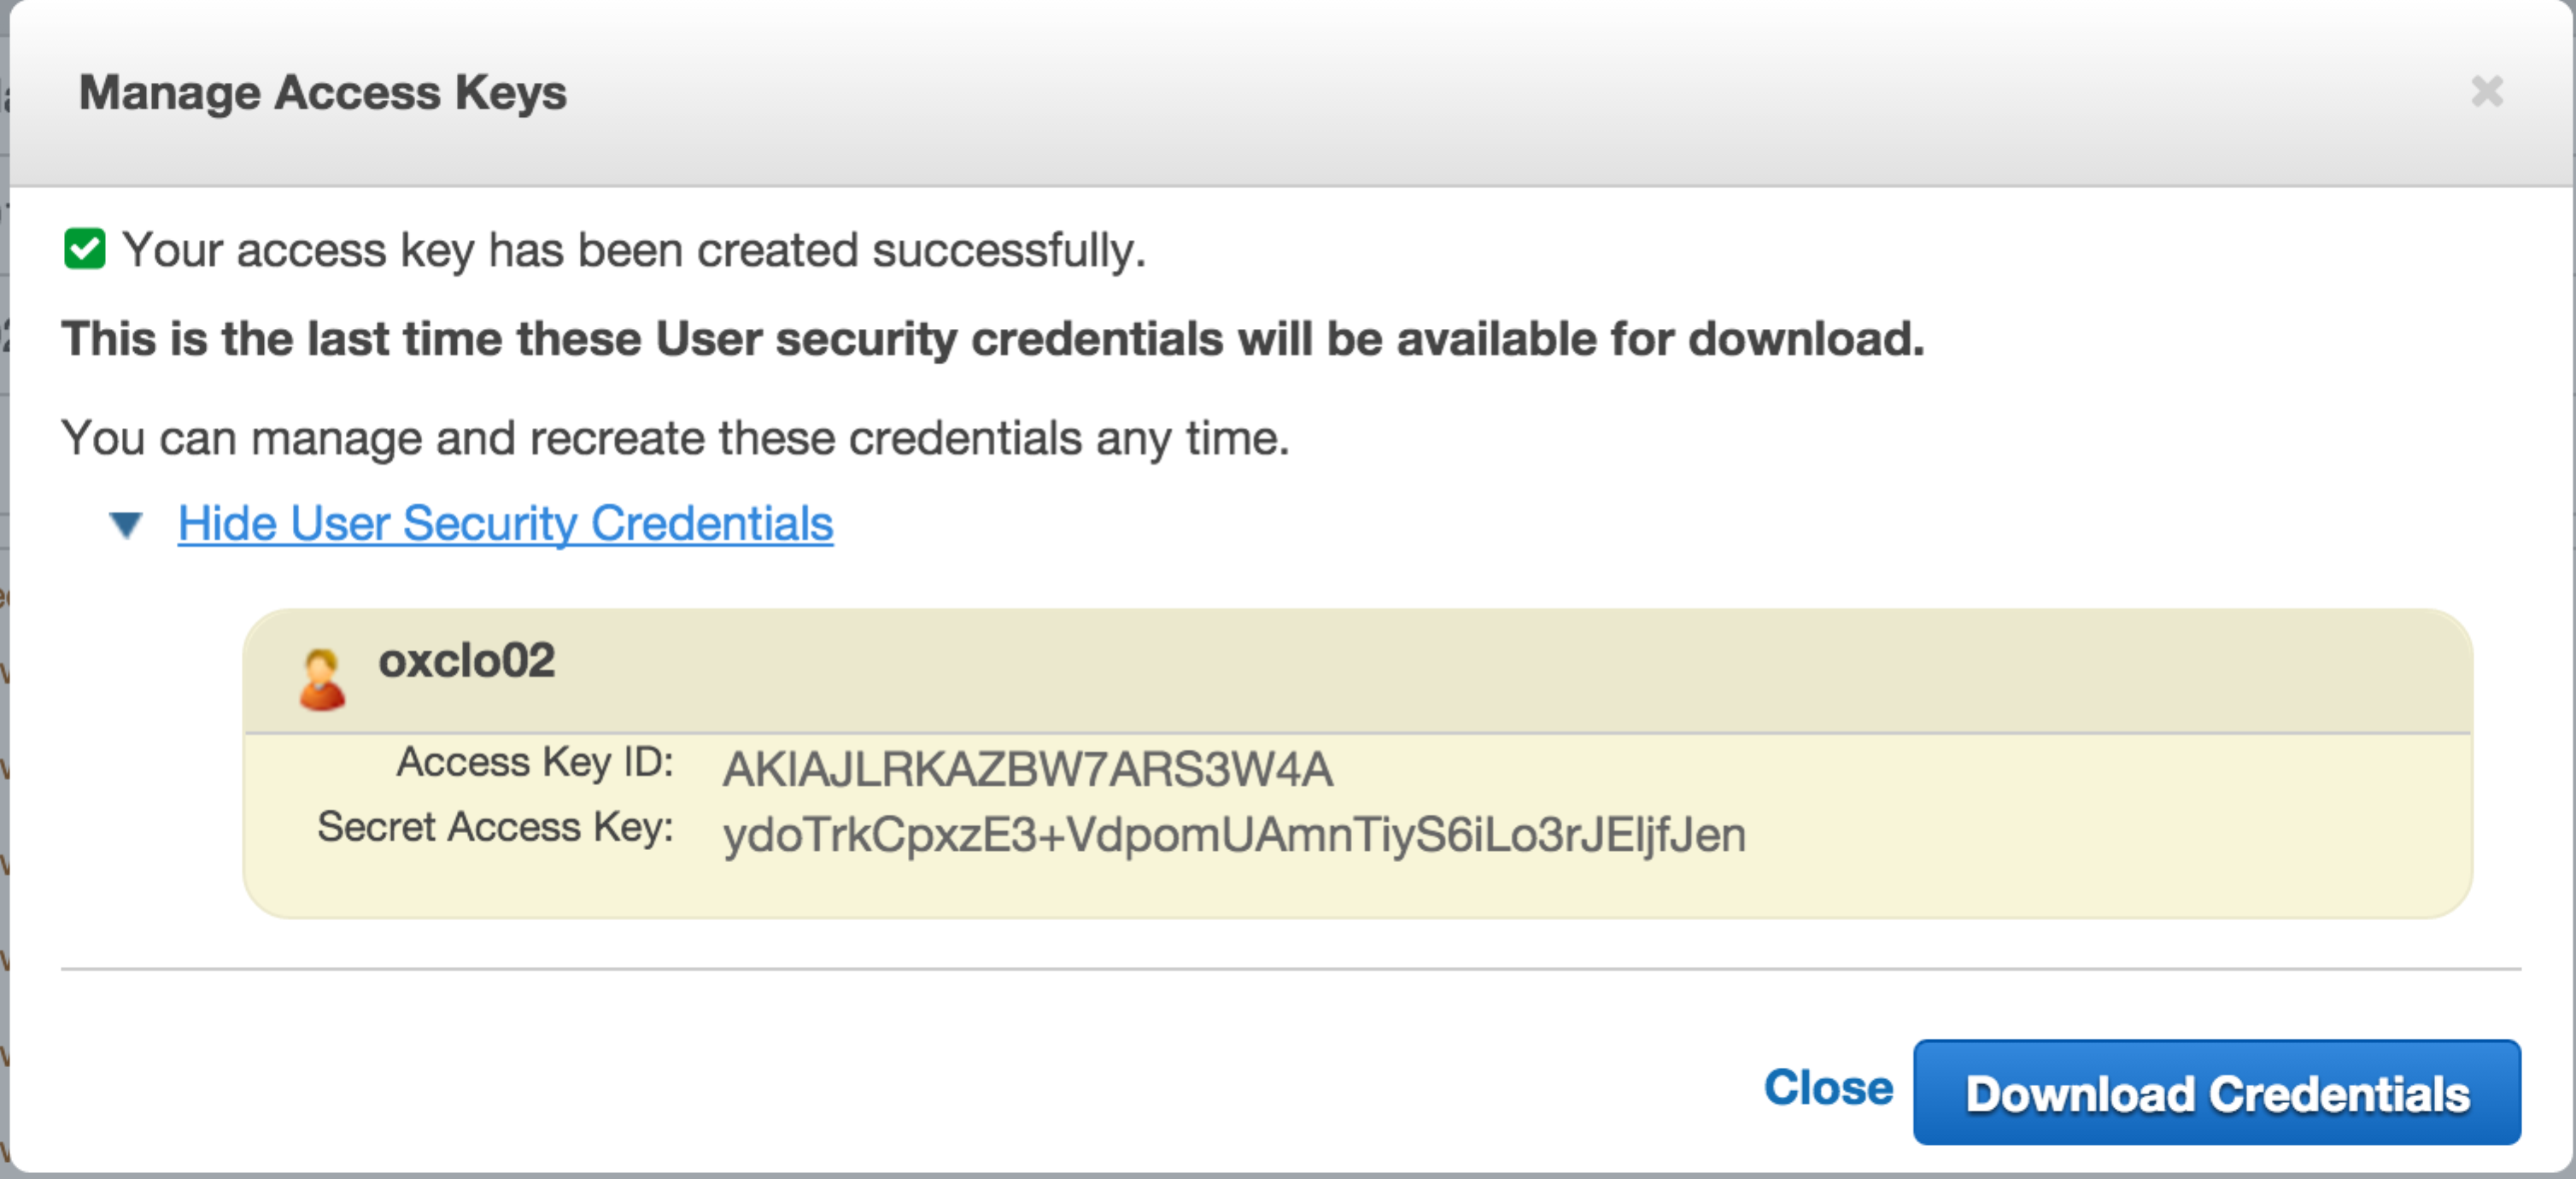 Manage Access Keys
Your access key has been created successfully.
This is the last time these User security credentials will be available for download.
You can manage and recreate these credentials any time.
Hide User Security Credentials
oxclo02
Access Key ID: AKIAJLRKAZBW7ARS3W4A
Secret Access Key: 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
Close
Download Credentials